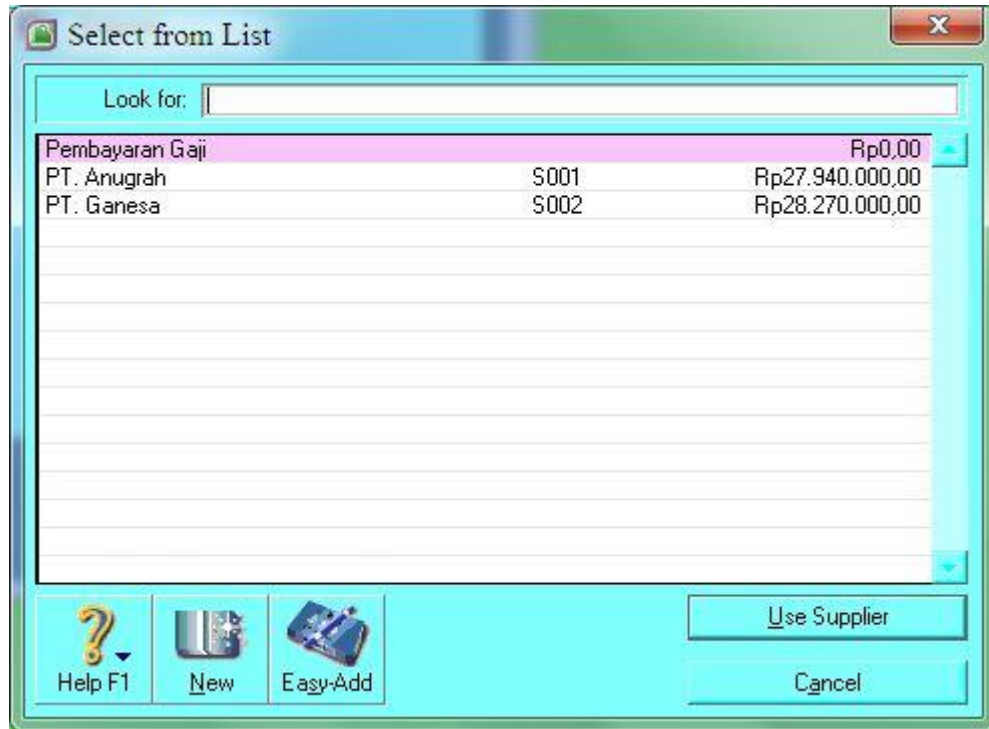 Select from List
Look for:
Pembayaran Gaji Rp0,00
PT. Anugrah S001 Rp27.940.000,00
PT. Ganesa S002 Rp28.270.000,00
Use Supplier
Help F1 New Easy-Add
Cancel